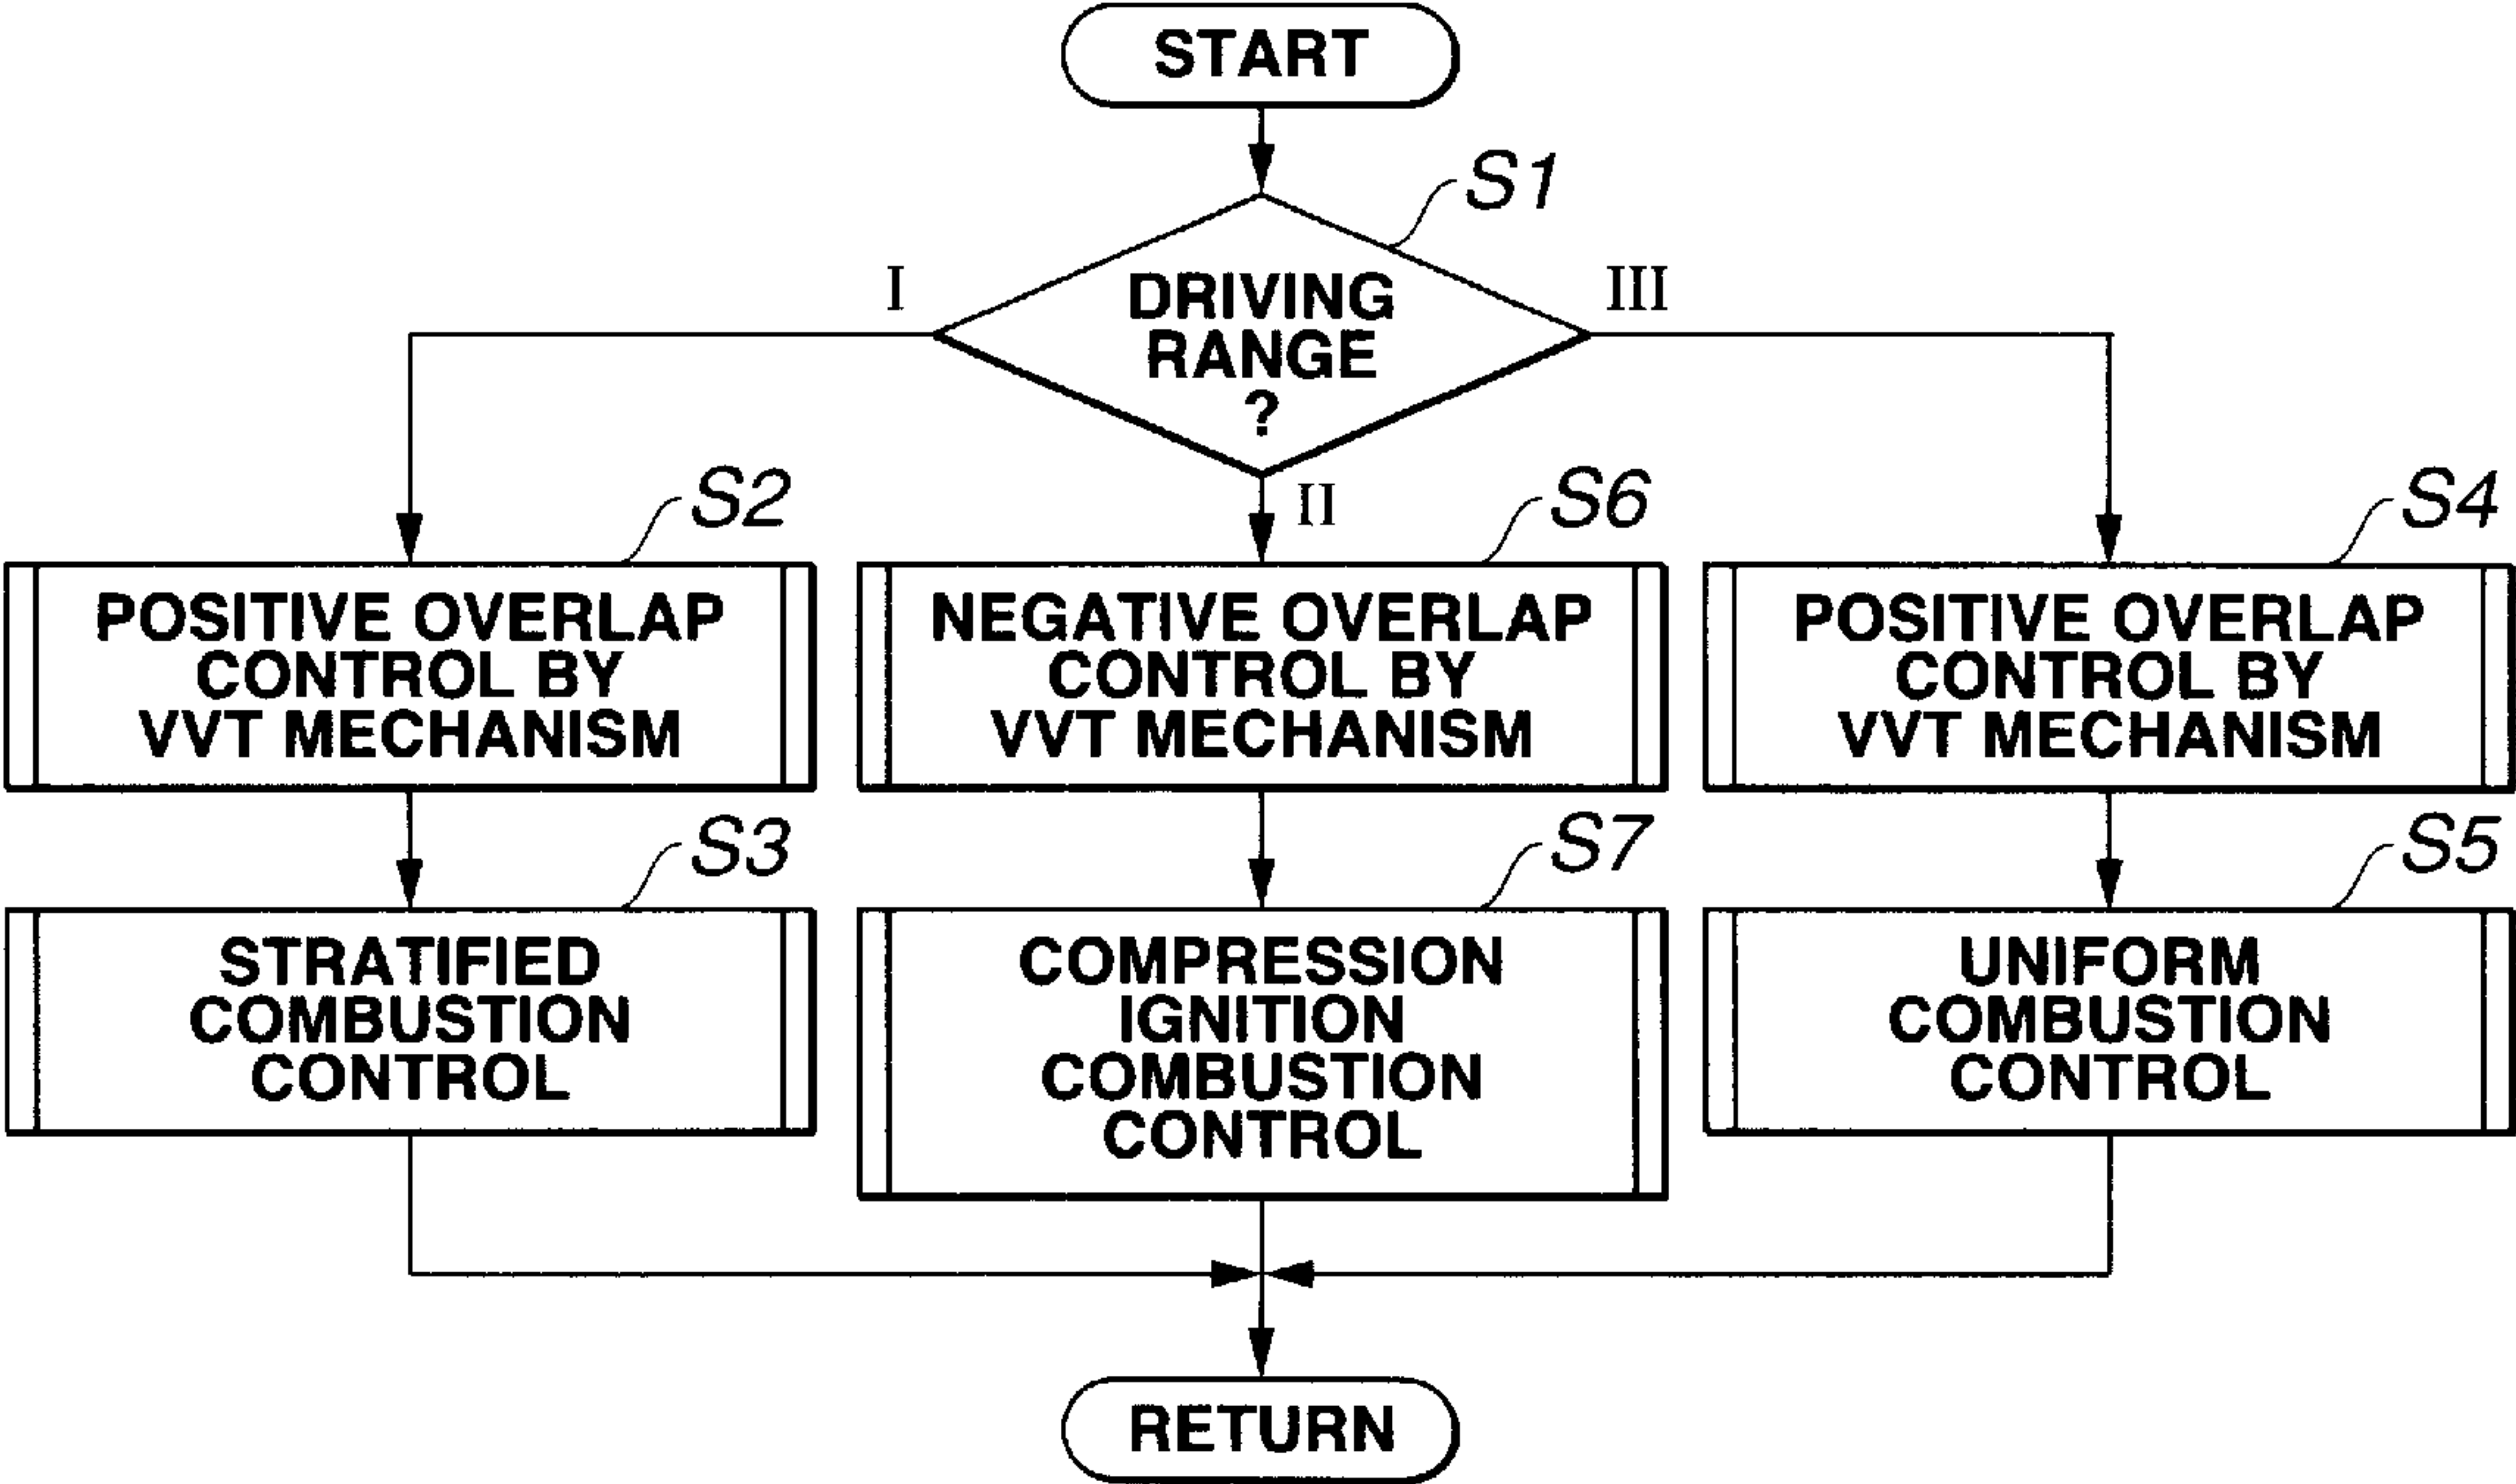 START
S1
I
DRIVING
RANGE
?
III
II
S2
POSITIVE OVERLAP
CONTROL BY
VVT MECHANISM
S6
NEGATIVE OVERLAP
CONTROL BY
VVT MECHANISM
S4
POSITIVE OVERLAP
CONTROL BY
VVT MECHANISM
S3
STRATIFIED
COMBUSTION
CONTROL
S7
COMPRESSION
IGNITION
COMBUSTION
CONTROL
S5
UNIFORM
COMBUSTION
CONTROL
RETURN